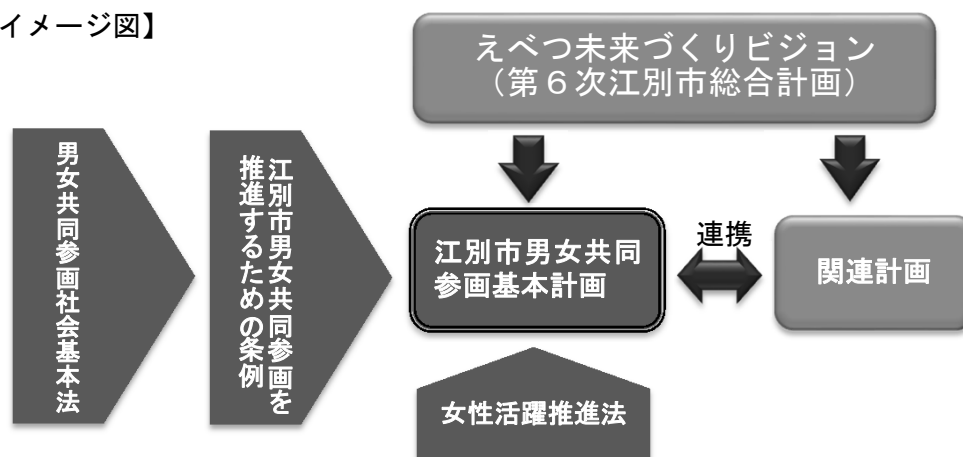 イメージ図】
えべつ未来づくりビジョン
（第６次江別市総合計画）
男女共同参画社会基本法
江別市男女共同参画を
推進するための条例
江別市男女共同
参画基本計画
連携
関連計画
女性活躍推進法